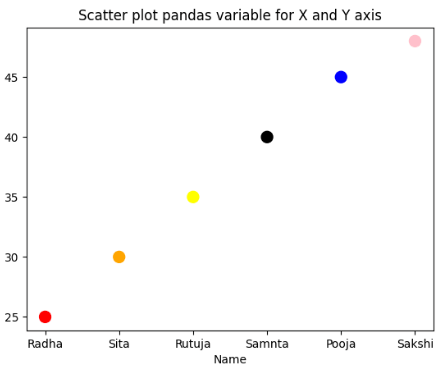 Scatter plot pandas variable for X and Y axis
45
40
35
30
25
Radha Sita Rutuja Samnta Pooja Sakshi
Name